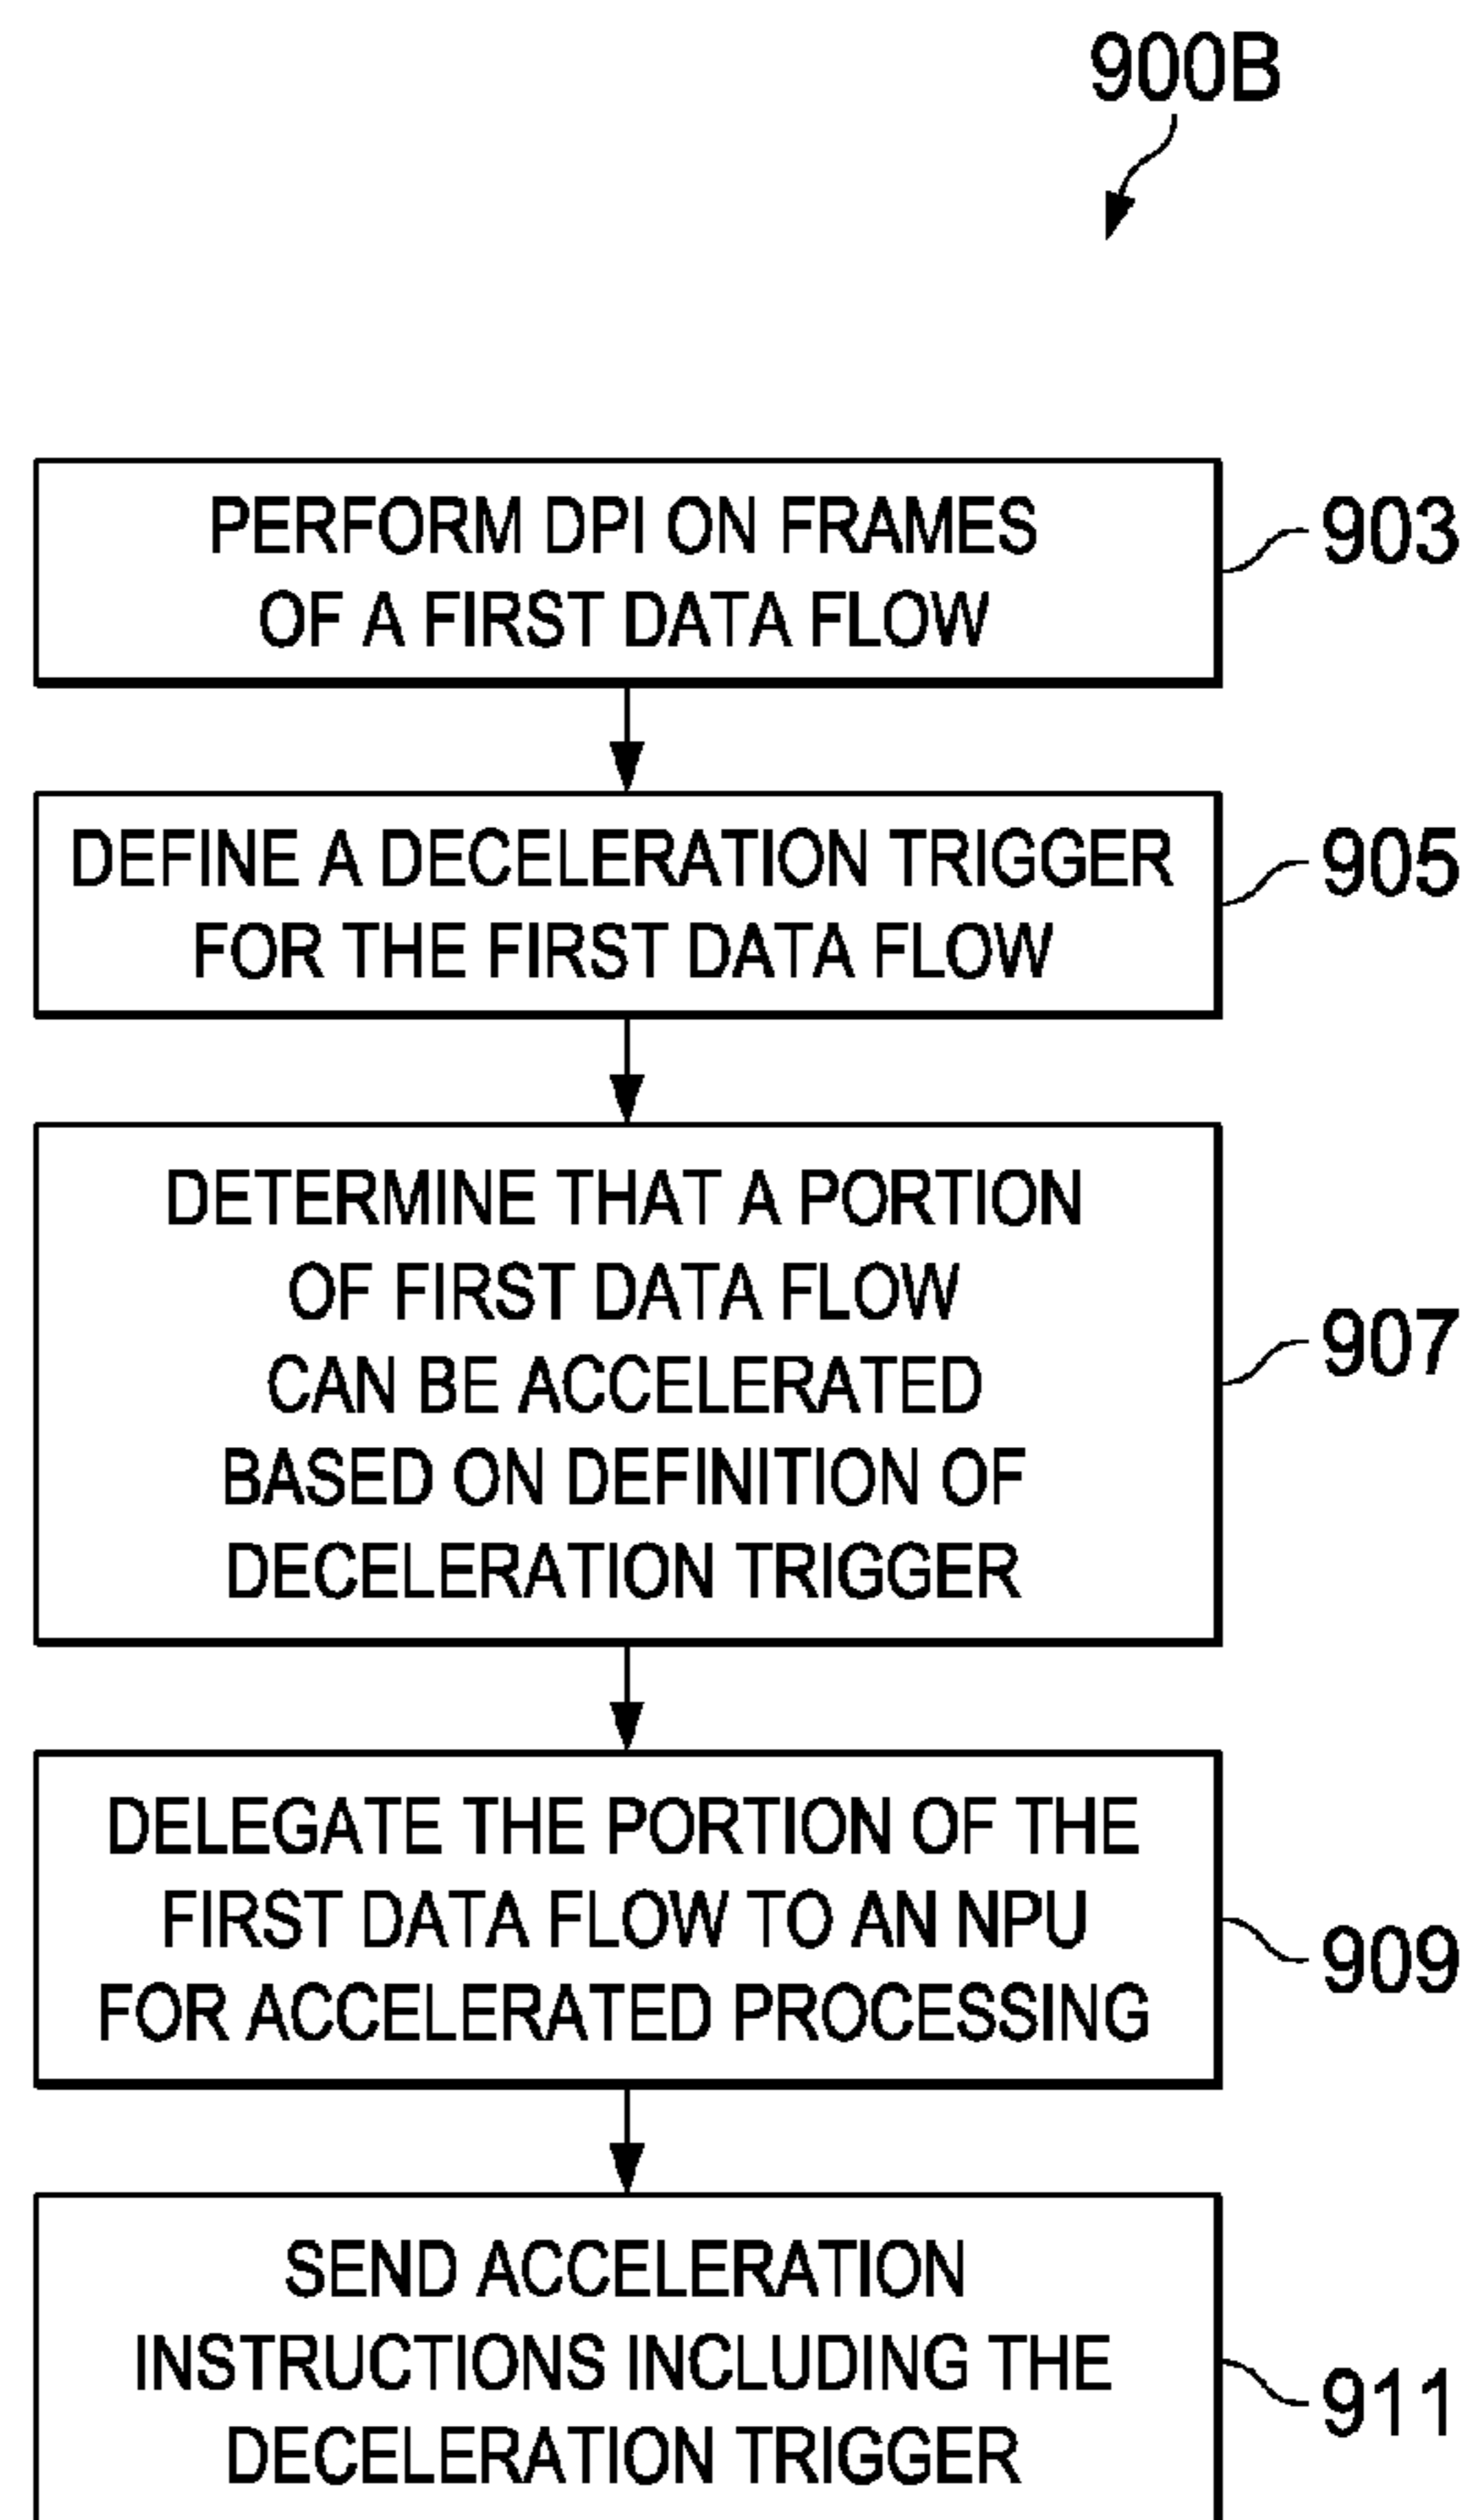 900B
PERFORM DPI ON FRAMES
OF A FIRST DATA FLOW
903
DEFINE A DECELERATION TRIGGER
FOR THE FIRST DATA FLOW
905
DETERMINE THAT A PORTION
OF FIRST DATA FLOW
CAN BE ACCELERATED
BASED ON DEFINITION OF
DECELERATION TRIGGER
907
DELEGATE THE PORTION OF THE
FIRST DATA FLOW TO AN NPU
FOR ACCELERATED PROCESSING
909
SEND ACCELERATION
INSTRUCTIONS INCLUDING THE
DECELERATION TRIGGER
911